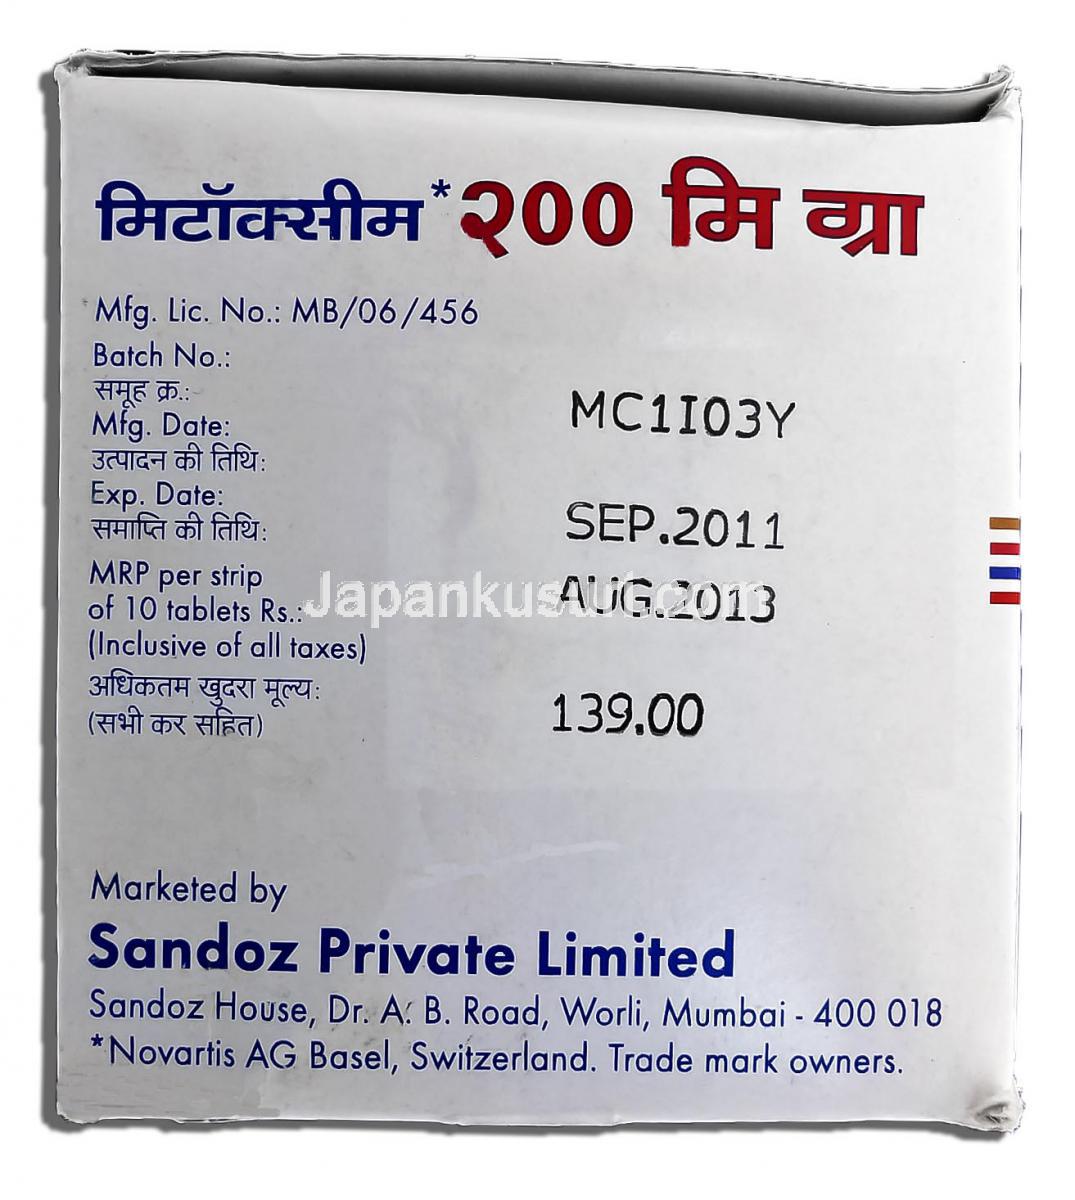 मिटॉक्सीम* २०० मि ग्रा
Mfg. Lic. No.: MB/06/456
Batch No.:
समूह क्र.:
MC1I03Y
Mfg. Date:
उत्पादन की तिथि:
Exp. Date:
SEP.2011
समाप्ति की तिथि:
MRP per strip
AUG.2013
of 10 tablets Rs.:
Japankusuri.com
(Inclusive of all taxes)
अधिकतम खुदरा मूल्य:
139.00
(सभी कर सहित)
Marketed by
Sandoz Private Limited
Sandoz House, Dr. A. B. Road, Worli, Mumbai - 400 018
*Novartis AG Basel, Switzerland. Trade mark owners.